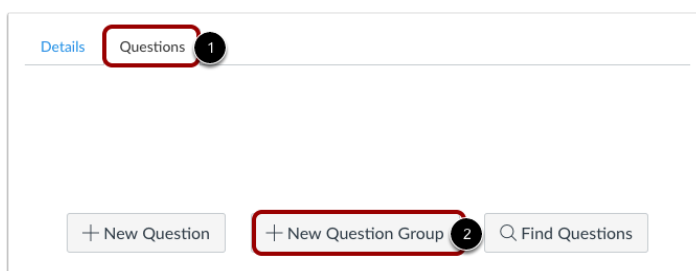 Details Questions 1
+ New Question + New Question Group 2 Find Questions